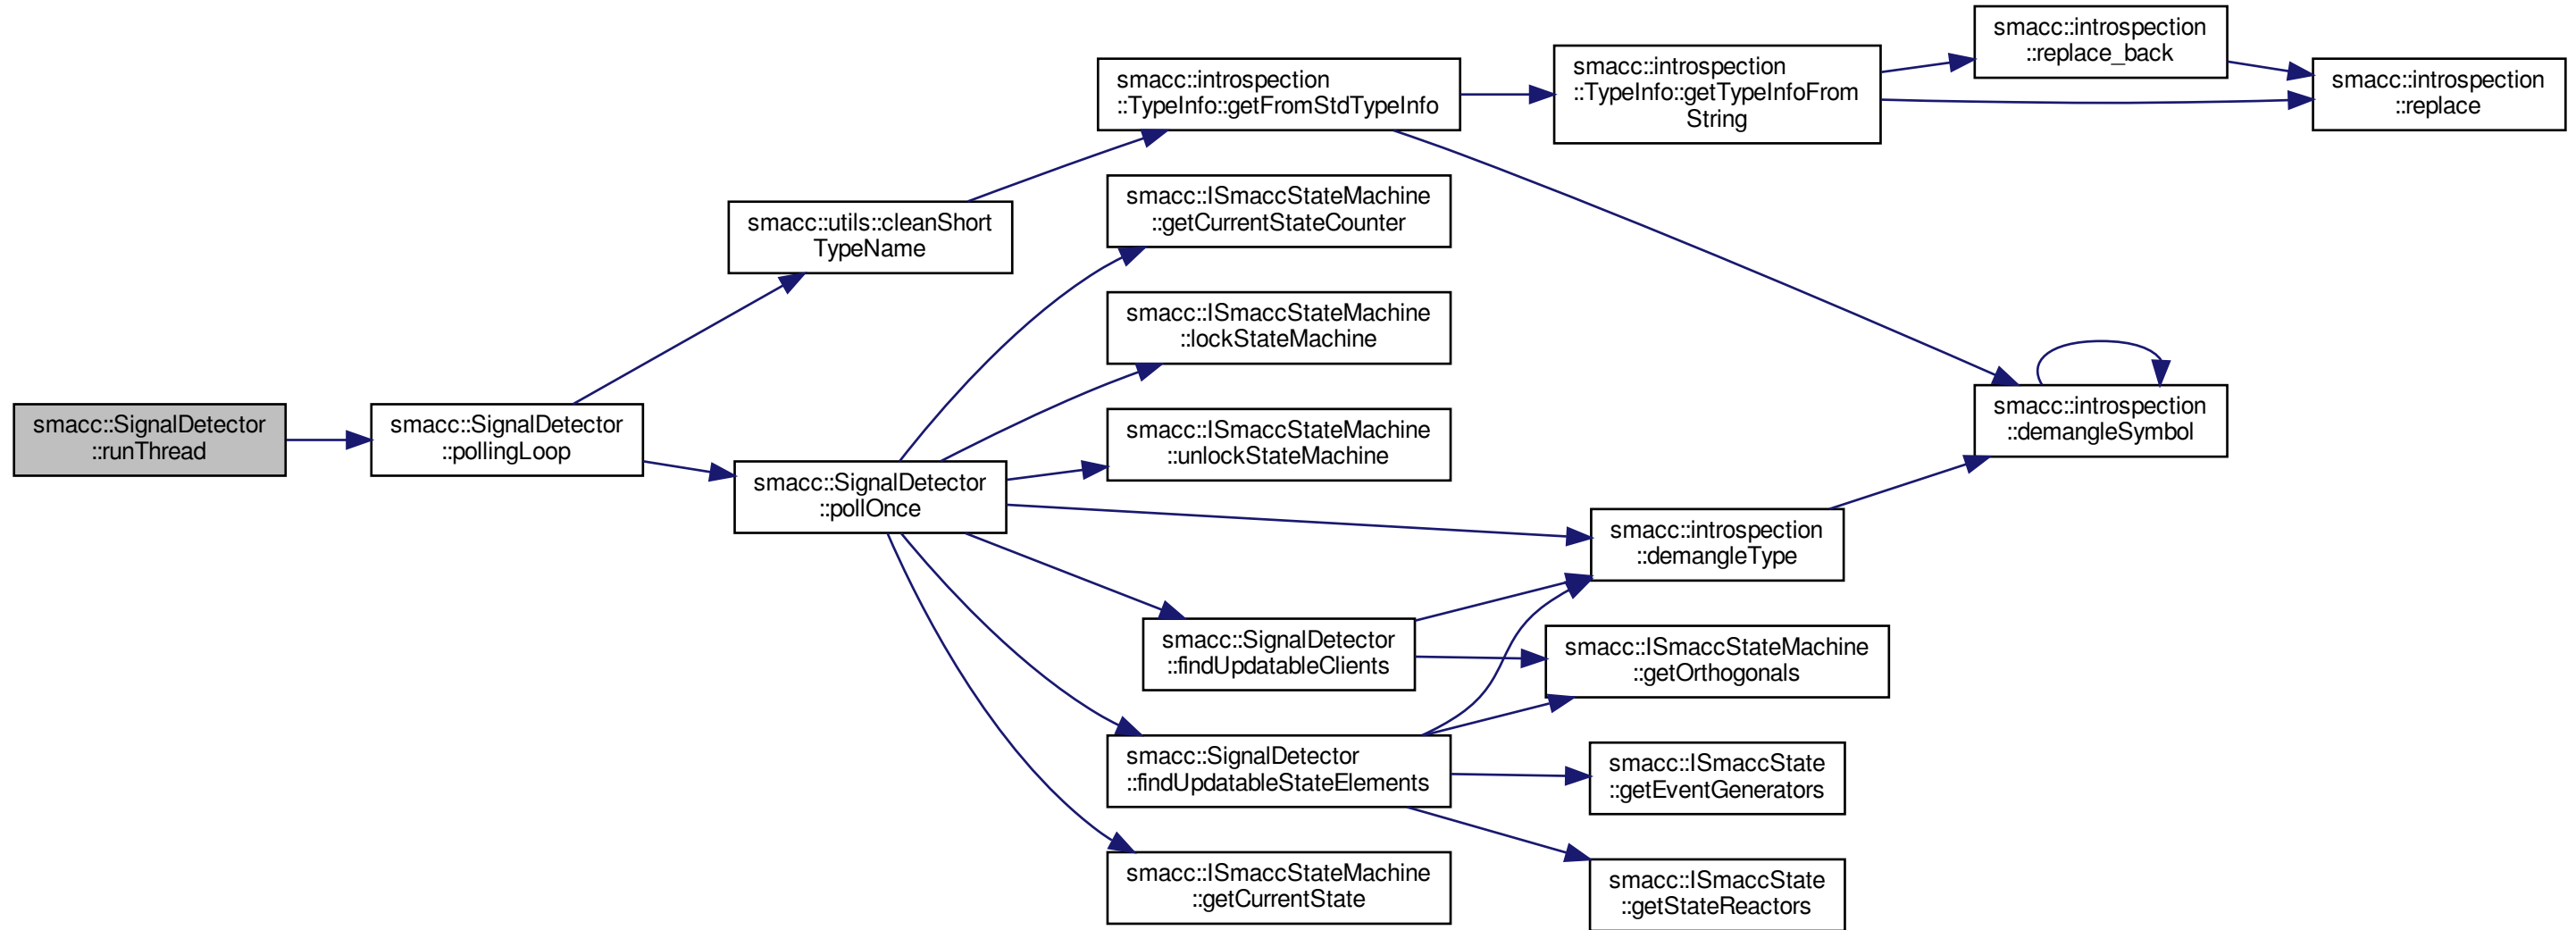 smacc::SignalDetector
::runThread
smacc::SignalDetector
::pollingLoop
smacc::utils::cleanShort
TypeName
smacc::SignalDetector
::pollOnce
smacc::introspection
::TypeInfo::getFromStdTypeInfo
smacc::ISmaccStateMachine
::getCurrentStateCounter
smacc::ISmaccStateMachine
::lockStateMachine
smacc::ISmaccStateMachine
::unlockStateMachine
smacc::SignalDetector
::findUpdatableClients
smacc::SignalDetector
::findUpdatableStateElements
smacc::ISmaccStateMachine
::getCurrentState
smacc::introspection
::TypeInfo::getTypeInfoFrom
String
smacc::introspection
::demangleType
smacc::ISmaccStateMachine
::getOrthogonals
smacc::ISmaccState
::getEventGenerators
smacc::ISmaccState
::getStateReactors
smacc::introspection
::replace_back
smacc::introspection
::demangleSymbol
smacc::introspection
::replace